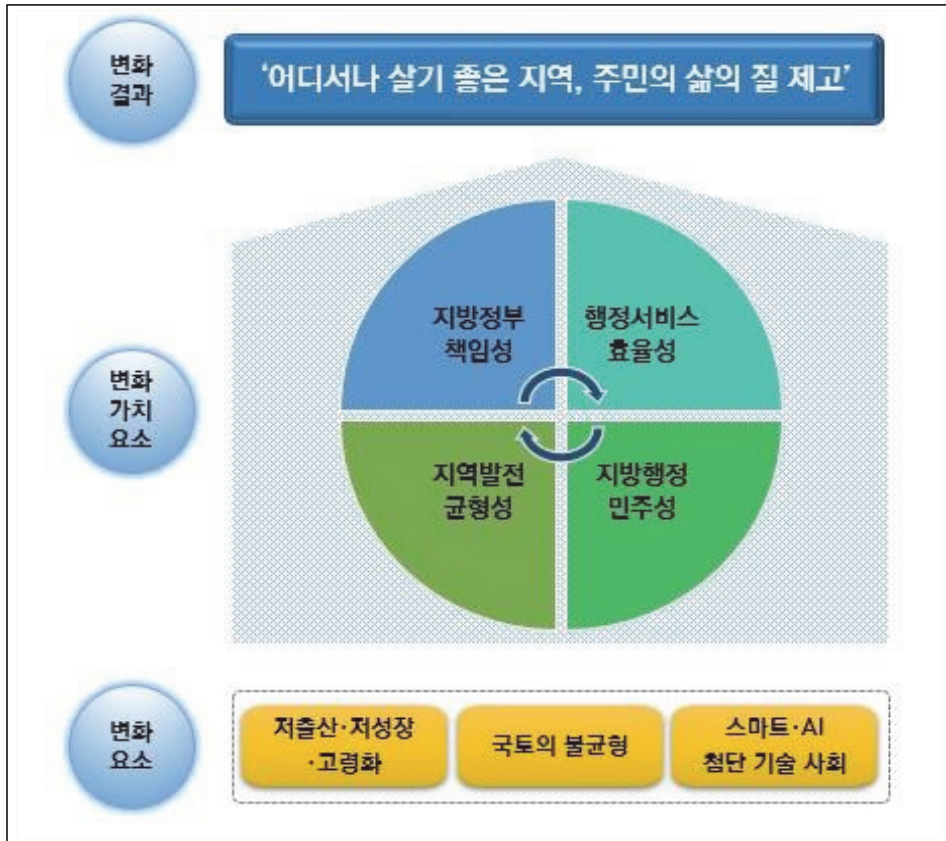 변화
결과
‘어디서나 살기 좋은 지역, 주민의 삶의 질 제고’
변화
가치
요소
지방정부
책임성
행정서비스
효율성
지역발전
균형성
지방행정
민주성
변화
요소
저출산·저성장
·고령화
국토의 불균형
스마트·AI
첨단 기술 사회